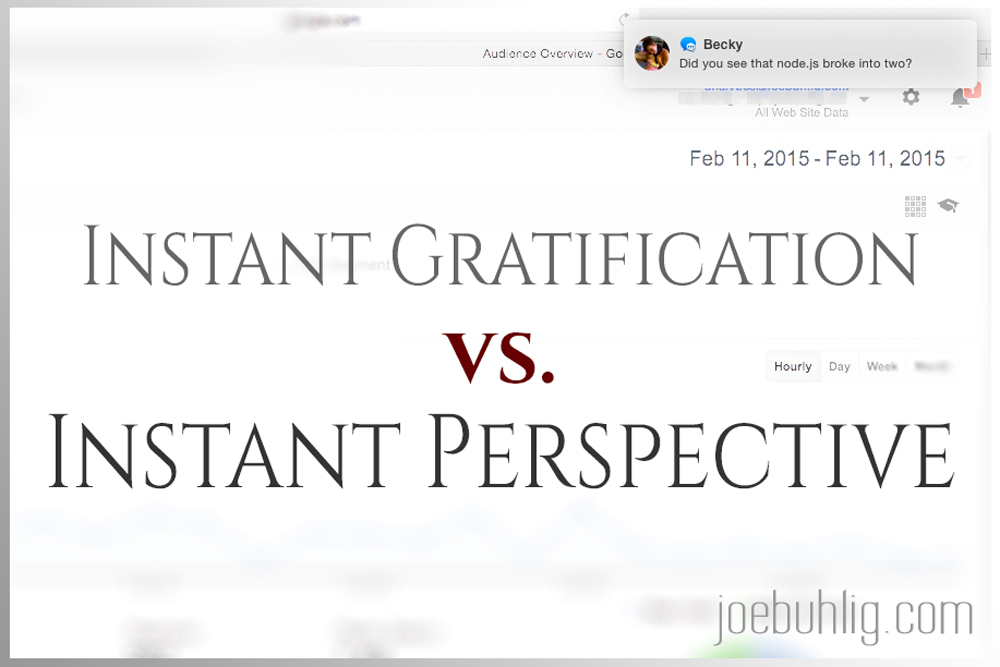 Becky
Did you see that node.js broke into two?
Audience Overview - Go
All Web Site Data
Feb 11, 2015 - Feb 11, 2015
Instant Gratification
vs.
Hourly Day Week
Instant Perspective
joebuhlig.com